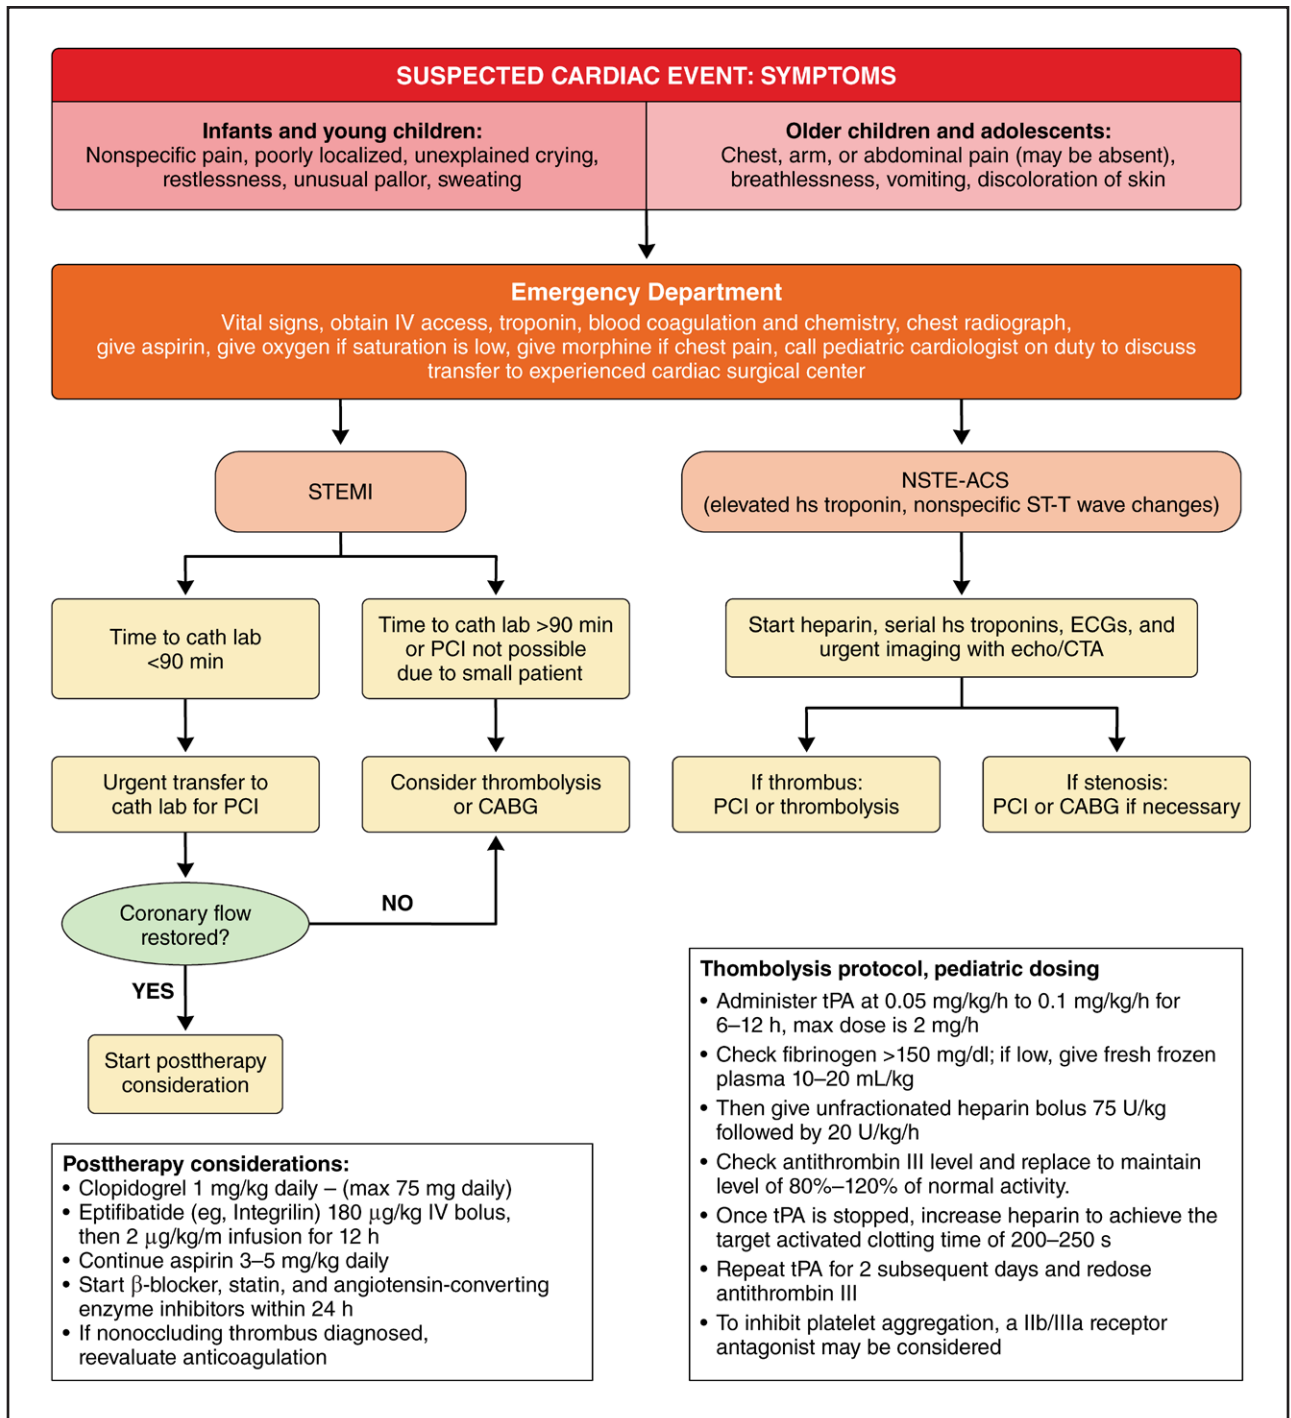 SUSPECTED CARDIAC EVENT: SYMPTOMS
Infants and young children:
Nonspecific pain, poorly localized, unexplained crying,
restlessness, unusual pallor, sweating
Older children and adolescents:
Chest, arm, or abdominal pain (may be absent),
breathlessness, vomiting, discoloration of skin
Emergency Department
Vital signs, obtain IV access, troponin, blood coagulation and chemistry, chest radiograph,
give aspirin, give oxygen if saturation is low, give morphine if chest pain, call pediatric cardiologist on duty to discuss
transfer to experienced cardiac surgical center
STEMI
NSTE-ACS
(elevated hs troponin, nonspecific ST-T wave changes)
Time to cath lab
<90 min
Time to cath lab >90 min
or PCI not possible
due to small patient
Start heparin, serial hs troponins, ECGs, and
urgent imaging with echo/CTA
Urgent transfer to
cath lab for PCI
Consider thrombolysis
or CABG
If thrombus:
PCI or thrombolysis
If stenosis:
PCI or CABG if necessary
Coronary flow
restored?
NO
YES
Start posttherapy
consideration
Posttherapy considerations:
• Clopidogrel 1 mg/kg daily – (max 75 mg daily)
• Eptifibatide (eg, Integrilin) 180 µg/kg IV bolus,
then 2 µg/kg/m infusion for 12 h
• Continue aspirin 3–5 mg/kg daily
• Start β-blocker, statin, and angiotensin-converting
enzyme inhibitors within 24 h
• If nonoccluding thrombus diagnosed,
reevaluate anticoagulation
Thombolysis protocol, pediatric dosing
• Administer tPA at 0.05 mg/kg/h to 0.1 mg/kg/h for
6–12 h, max dose is 2 mg/h
• Check fibrinogen >150 mg/dl; if low, give fresh frozen
plasma 10–20 mL/kg
• Then give unfractionated heparin bolus 75 U/kg
followed by 20 U/kg/h
• Check antithrombin III level and replace to maintain
level of 80%–120% of normal activity.
• Once tPA is stopped, increase heparin to achieve the
target activated clotting time of 200–250 s
• Repeat tPA for 2 subsequent days and redose
antithrombin III
• To inhibit platelet aggregation, a IIb/IIIa receptor
antagonist may be considered